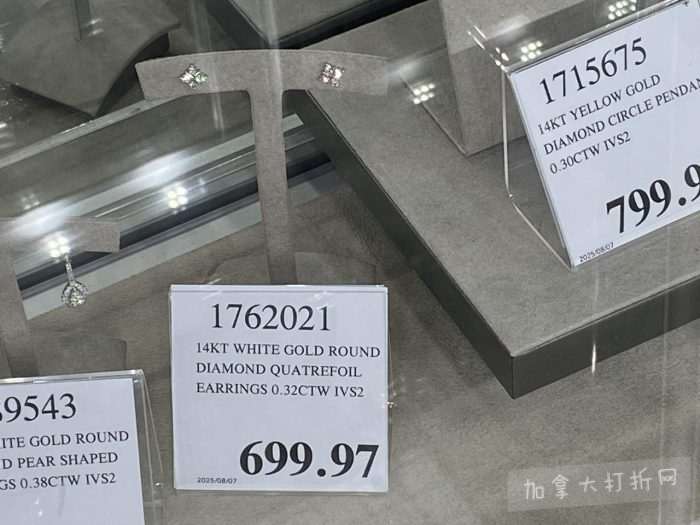 1715675
14KT YELLOW GOLD
DIAMOND CIRCLE PENDAN
0.30CTW IVS2
799.9
2025/08/07
1762021
14KT WHITE GOLD ROUND
DIAMOND QUATREFOIL
EARRINGS 0.32CTW IVS2
699.97
2025/08/07
9543
ITE GOLD ROUND
D PEAR SHAPED
GS 0.38CTW IVS2
加拿大打折网